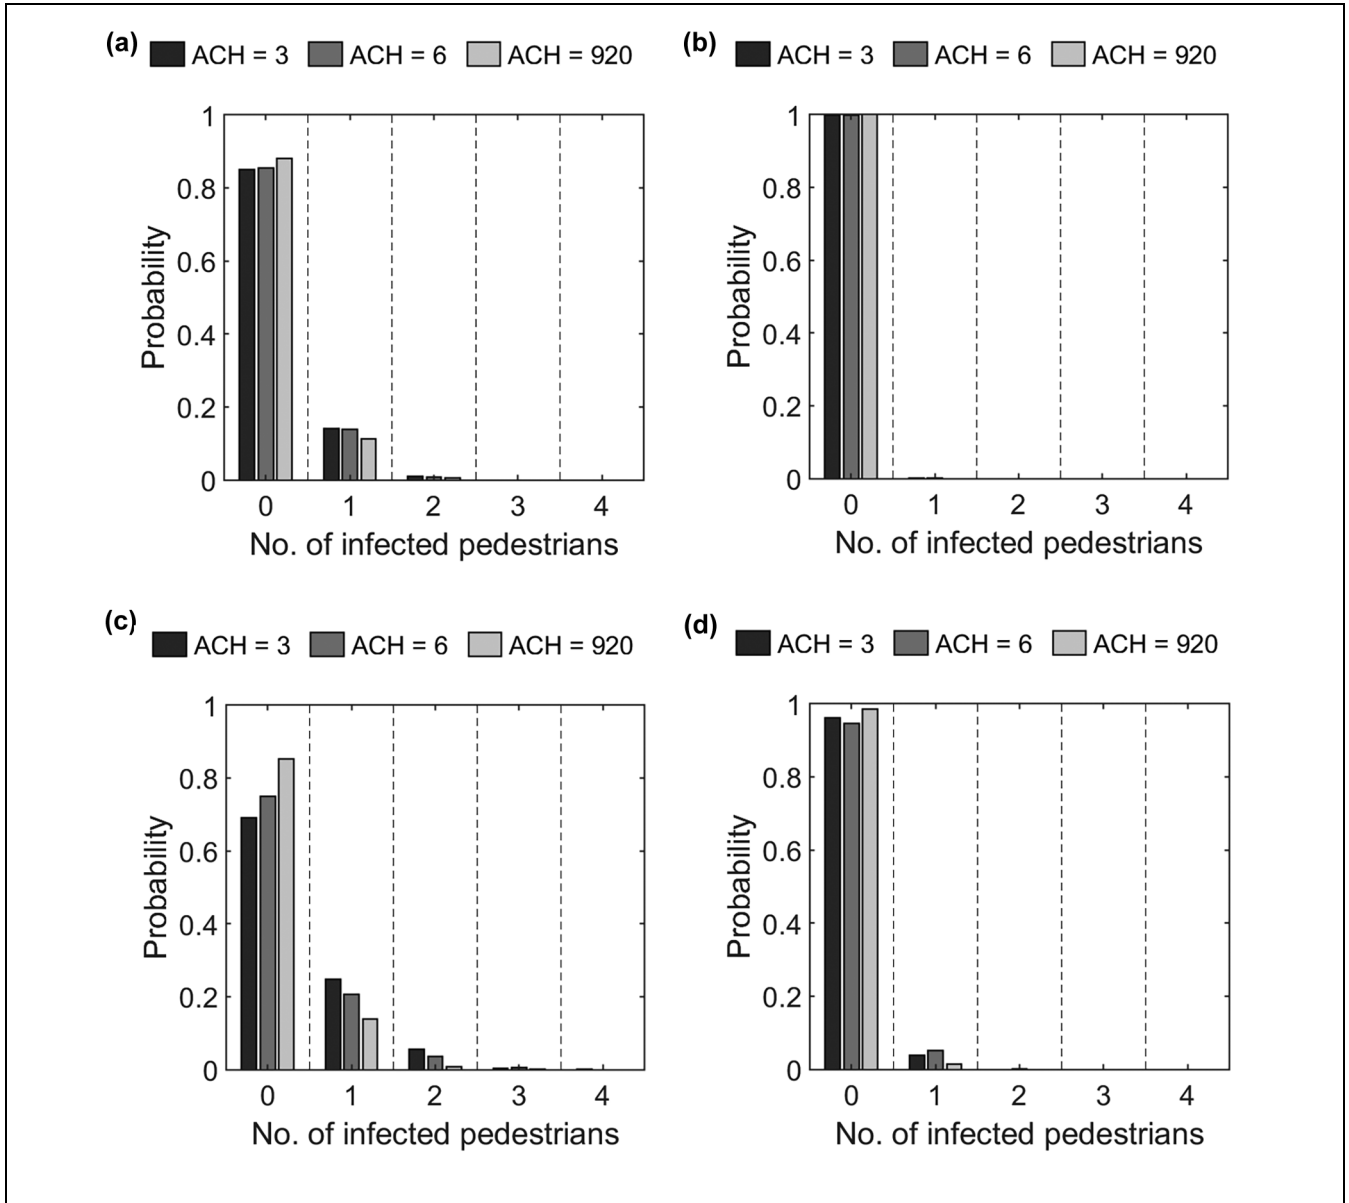 (a) ACH = 3 ACH = 6 ACH = 920
1
0.8
0.6
0.4
0.2
0
Probability
0 1 2 3 4
No. of infected pedestrians
(b) ACH = 3 ACH = 6 ACH = 920
1
0.8
0.6
0.4
0.2
0
Probability
0 1 2 3 4
No. of infected pedestrians
(c) ACH = 3 ACH = 6 ACH = 920
1
0.8
0.6
0.4
0.2
0
Probability
0 1 2 3 4
No. of infected pedestrians
(d) ACH = 3 ACH = 6 ACH = 920
1
0.8
0.6
0.4
0.2
0
Probability
0 1 2 3 4
No. of infected pedestrians